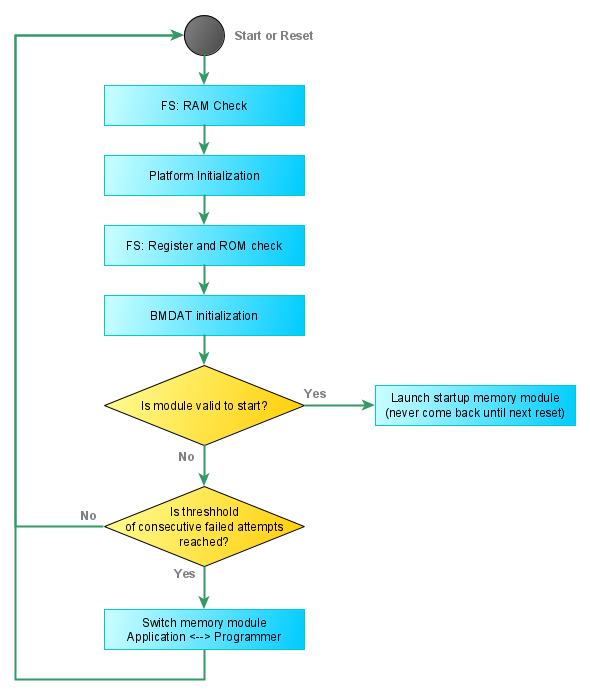 Start or Reset
FS: RAM Check
Platform Initialization
FS: Register and ROM check
BMDAT initialization
Is module valid to start?
Yes
Launch startup memory module
(never come back until next reset)
No
Is threshhold
of consecutive failed attempts
reached?
No
Yes
Switch memory module
Application <--> Programmer